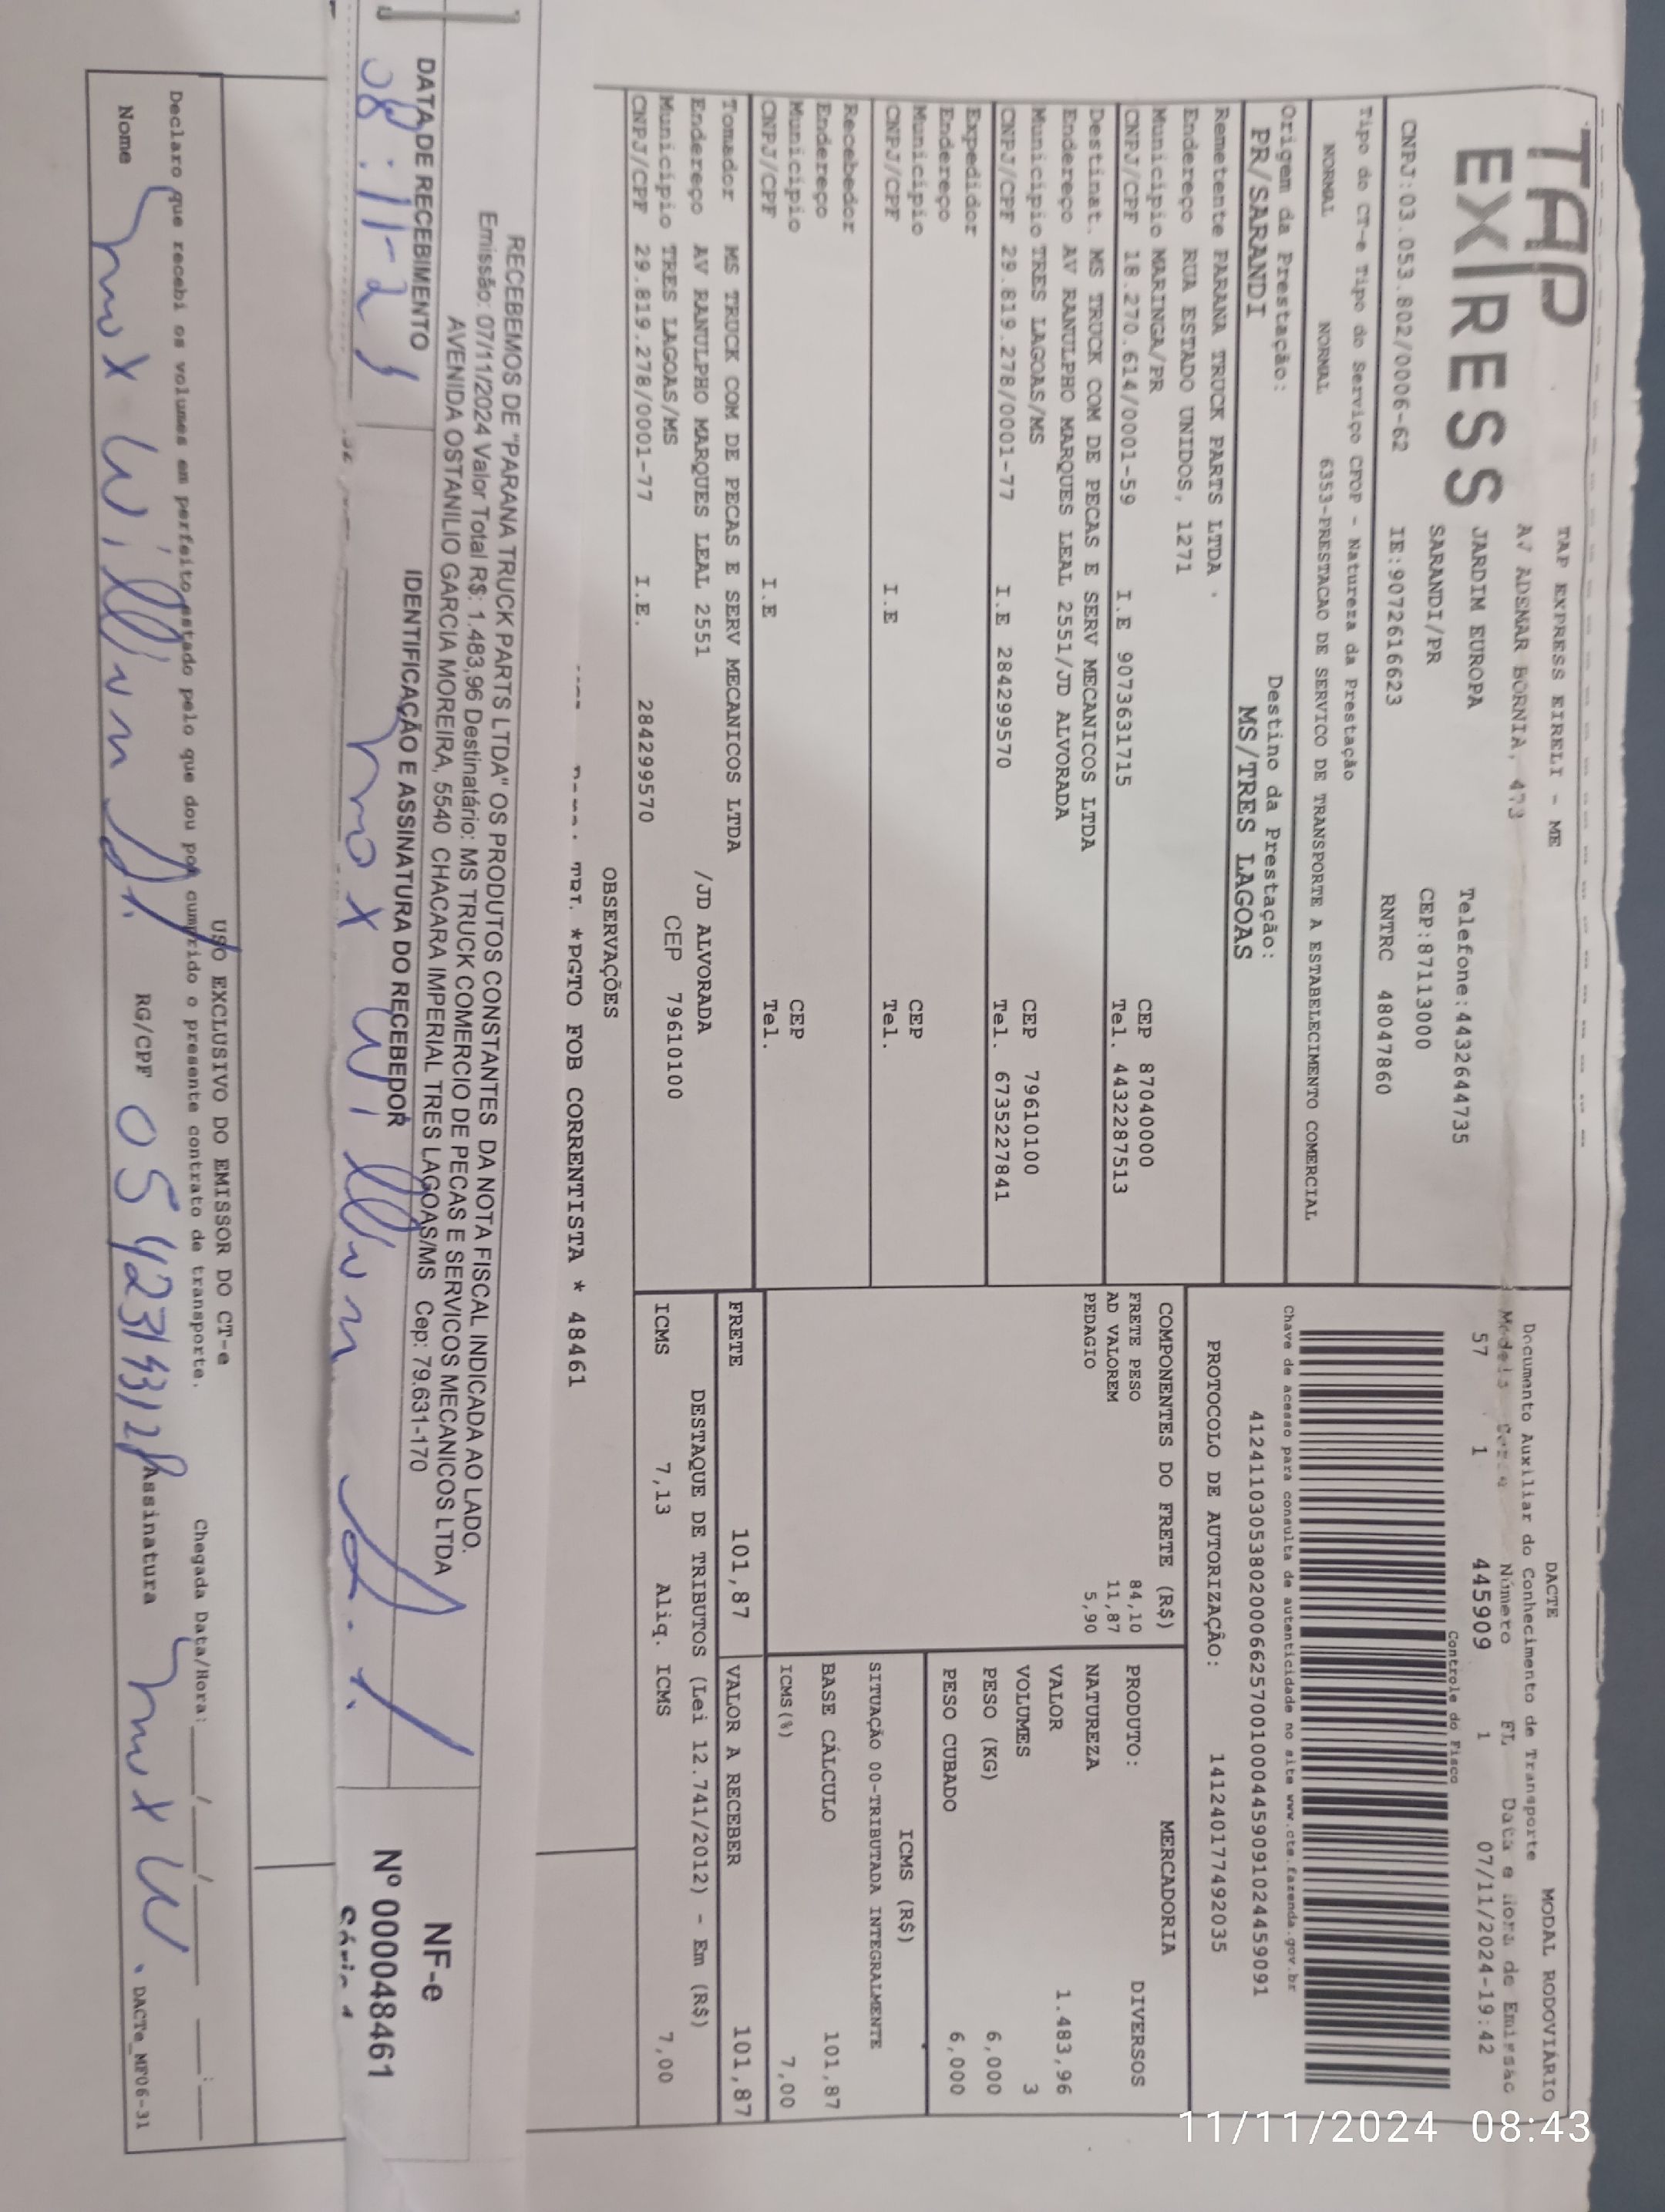 TAP
EXPRESS
TAP EXPRESS EIRELI - ME
AV ADEMAR BORNIA, 473
JARDIM EUROPA
SARANDI/PR
Telefone:4432644735
CEP:87113000
CNPJ:03.053.802/0006-62 IE:9072616623 RNTRC 48047860
DACTE MODAL RODOVIÁRIO
Documento Auxiliar do Conhecimento de Transporte
Modelo Serie Número FL Data e Hora de Emissão
57 1 445909 1 07/11/2024-19:42
Controle do Fisco
Chave de acesso para consulta de autenticidade no site www.cte.fazenda.gov.br
41241103053802000662570010004459091024459091
PROTOCOLO DE AUTORIZAÇÃO: 141240177492035
Tipo do CT-e Tipo do Serviço CFOP - Natureza da Prestação
NORMAL NORMAL 6353-PRESTACAO DE SERVICO DE TRANSPORTE A ESTABELECIMENTO COMERCIAL
Origem da Prestação: Destino da Prestação:
PR/SARANDI MS/TRES LAGOAS
Remetente PARANA TRUCK PARTS LTDA
Endereço RUA ESTADO UNIDOS, 1271
Municipio MARINGA/PR CEP 87040000
CNPJ/CPF 18.270.614/0001-59 I.E 9073631715 Tel. 4432287513
Destinat. MS TRUCK COM DE PECAS E SERV MECANICOS LTDA
Endereço AV RANULPHO MARQUES LEAL 2551/JD ALVORADA
Municipio TRES LAGOAS/MS CEP 79610100
CNPJ/CPF 29.819.278/0001-77 I.E 284299570 Tel. 6735227841
Expedidor
Endereço
Municipio CEP
CNPJ/CPF I.E Tel.
Recebedor
Endereço
Municipio CEP
CNPJ/CPF I.E Tel.
Tomador MS TRUCK COM DE PECAS E SERV MECANICOS LTDA
Endereço AV RANULPHO MARQUES LEAL 2551 /JD ALVORADA
Municipio TRES LAGOAS/MS CEP 79610100
CNPJ/CPF 29.819.278/0001-77 I.E. 284299570
COMPONENTES DO FRETE (R$)
FRETE PESO 84,10
AD VALOREM 11,87
PEDAGIO 5,90
MERCADORIA
PRODUTO: DIVERSOS
NATUREZA
VALOR 1.483,96
VOLUMES 3
PESO (KG) 6,000
PESO CUBADO 6,000
ICMS (R$)
SITUAÇÃO 00-TRIBUTADA INTEGRALMENTE
BASE CÁLCULO 101,87
ICMS(%) 7,00
FRETE 101,87 VALOR A RECEBER 101,87
DESTAQUE DE TRIBUTOS (Lei 12.741/2012) - Em (R$)
ICMS 7,13 Aliq. ICMS 7,00
OBSERVAÇÕES
TRT. *PGTO FOB CORRENTISTA * 48461
RECEBEMOS DE "PARANA TRUCK PARTS LTDA" OS PRODUTOS CONSTANTES DA NOTA FISCAL INDICADA AO LADO.
Emissão: 07/11/2024 Valor Total R$: 1.483,96 Destinatário: MS TRUCK COMERCIO DE PECAS E SERVICOS MECANICOS LTDA
AVENIDA OSTANILIO GARCIA MOREIRA, 5540 CHACARA IMPERIAL TRES LAGOAS/MS Cep: 79.631-170
DATA DE RECEBIMENTO IDENTIFICAÇÃO E ASSINATURA DO RECEBEDOR
NF-e
Nº 000048461
USO EXCLUSIVO DO EMISSOR DO CT-e
Declaro que recebi os volumes em perfeito estado pelo que dou por cumprido o presente contrato de transporte. Chegada Data/Hora: ___/___/___ __:__
Nome RG/CPF Assinatura
DACTe_MF06-31
11/11/2024 08:43